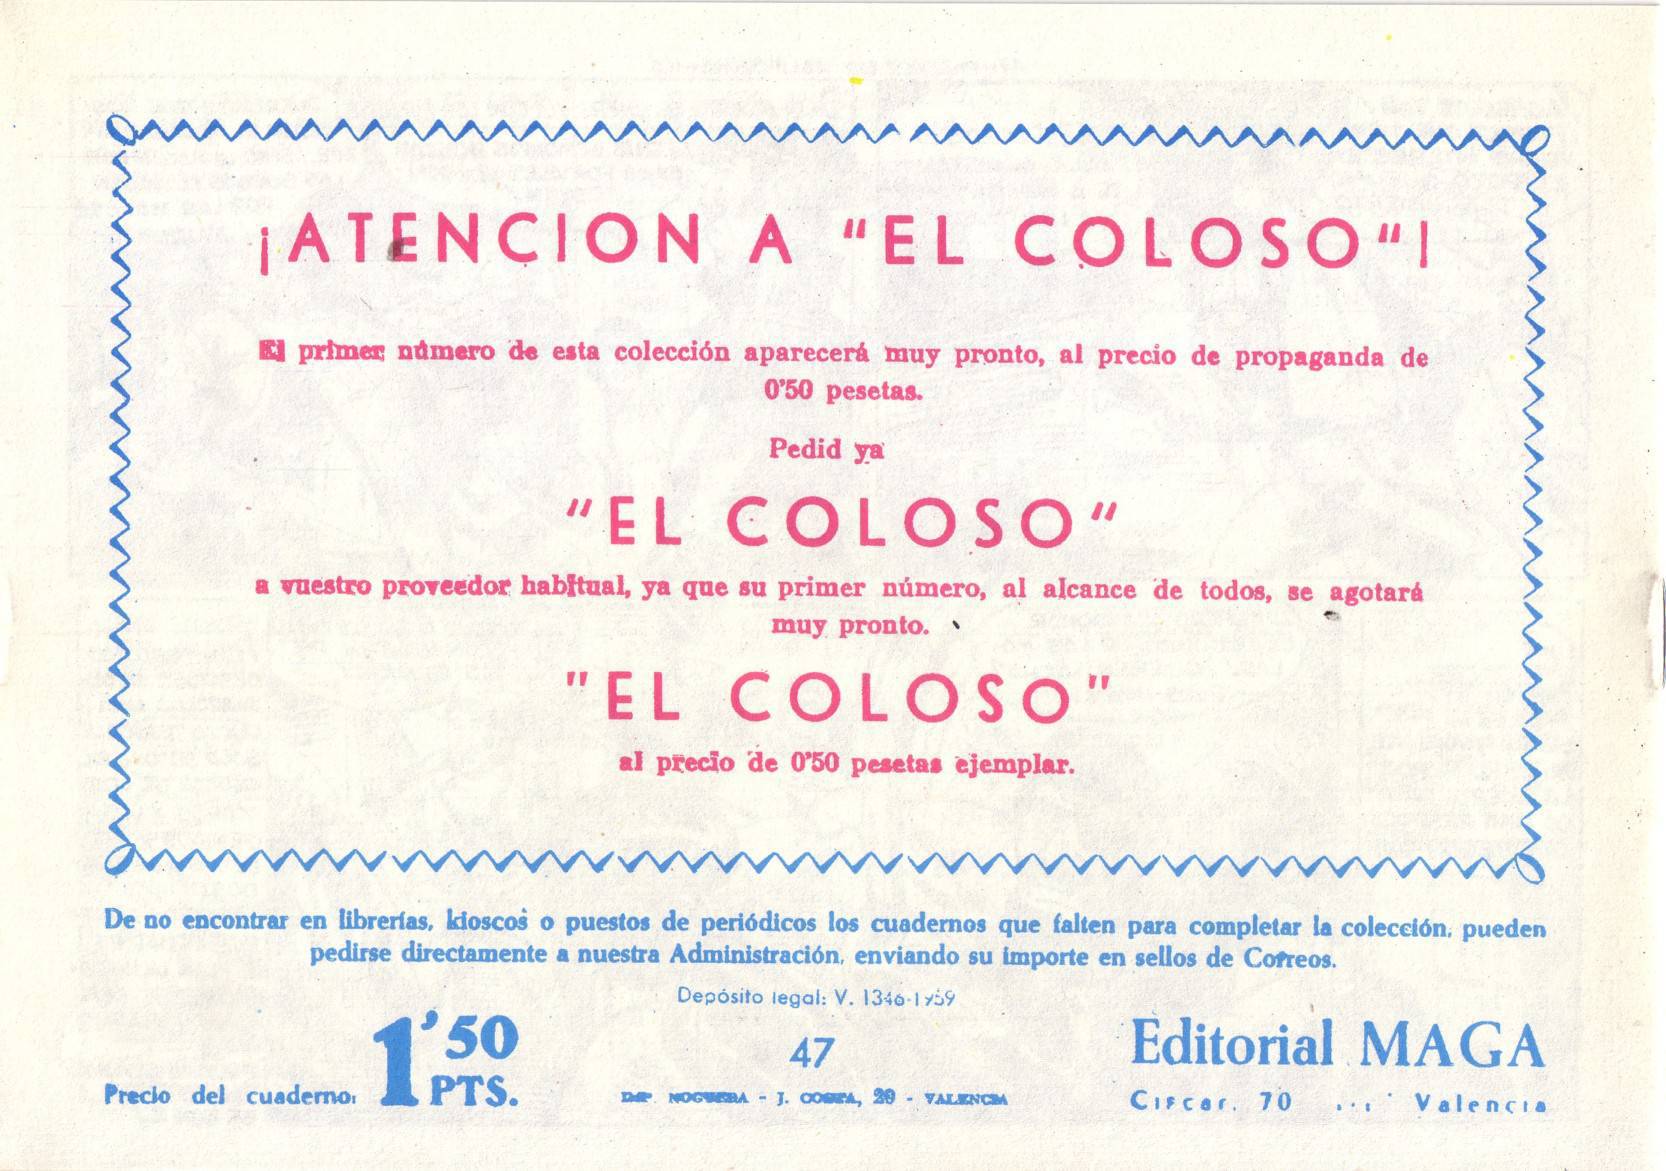 ¡ATENCION A "EL COLOSO"!
El primer número de esta colección aparecerá muy pronto, al precio de propaganda de
0'50 pesetas.
Pedid ya
"EL COLOSO"
a vuestro proveedor habitual, ya que su primer número, al alcance de todos, se agotará
muy pronto.
"EL COLOSO"
al precio de 0'50 pesetas ejemplar.
De no encontrar en librerías, kioscos o puestos de periódicos los cuadernos que falten para completar la colección, pueden
pedirse directamente a nuestra Administración, enviando su importe en sellos de Correos.
Depósito legal: V. 1346-1959
Precio del cuaderno: 1'50 PTS.
47
IMP. NOGUERA - J. COSTA, 20 - VALENCIA
Editorial MAGA
Circar, 70 ... Valencia